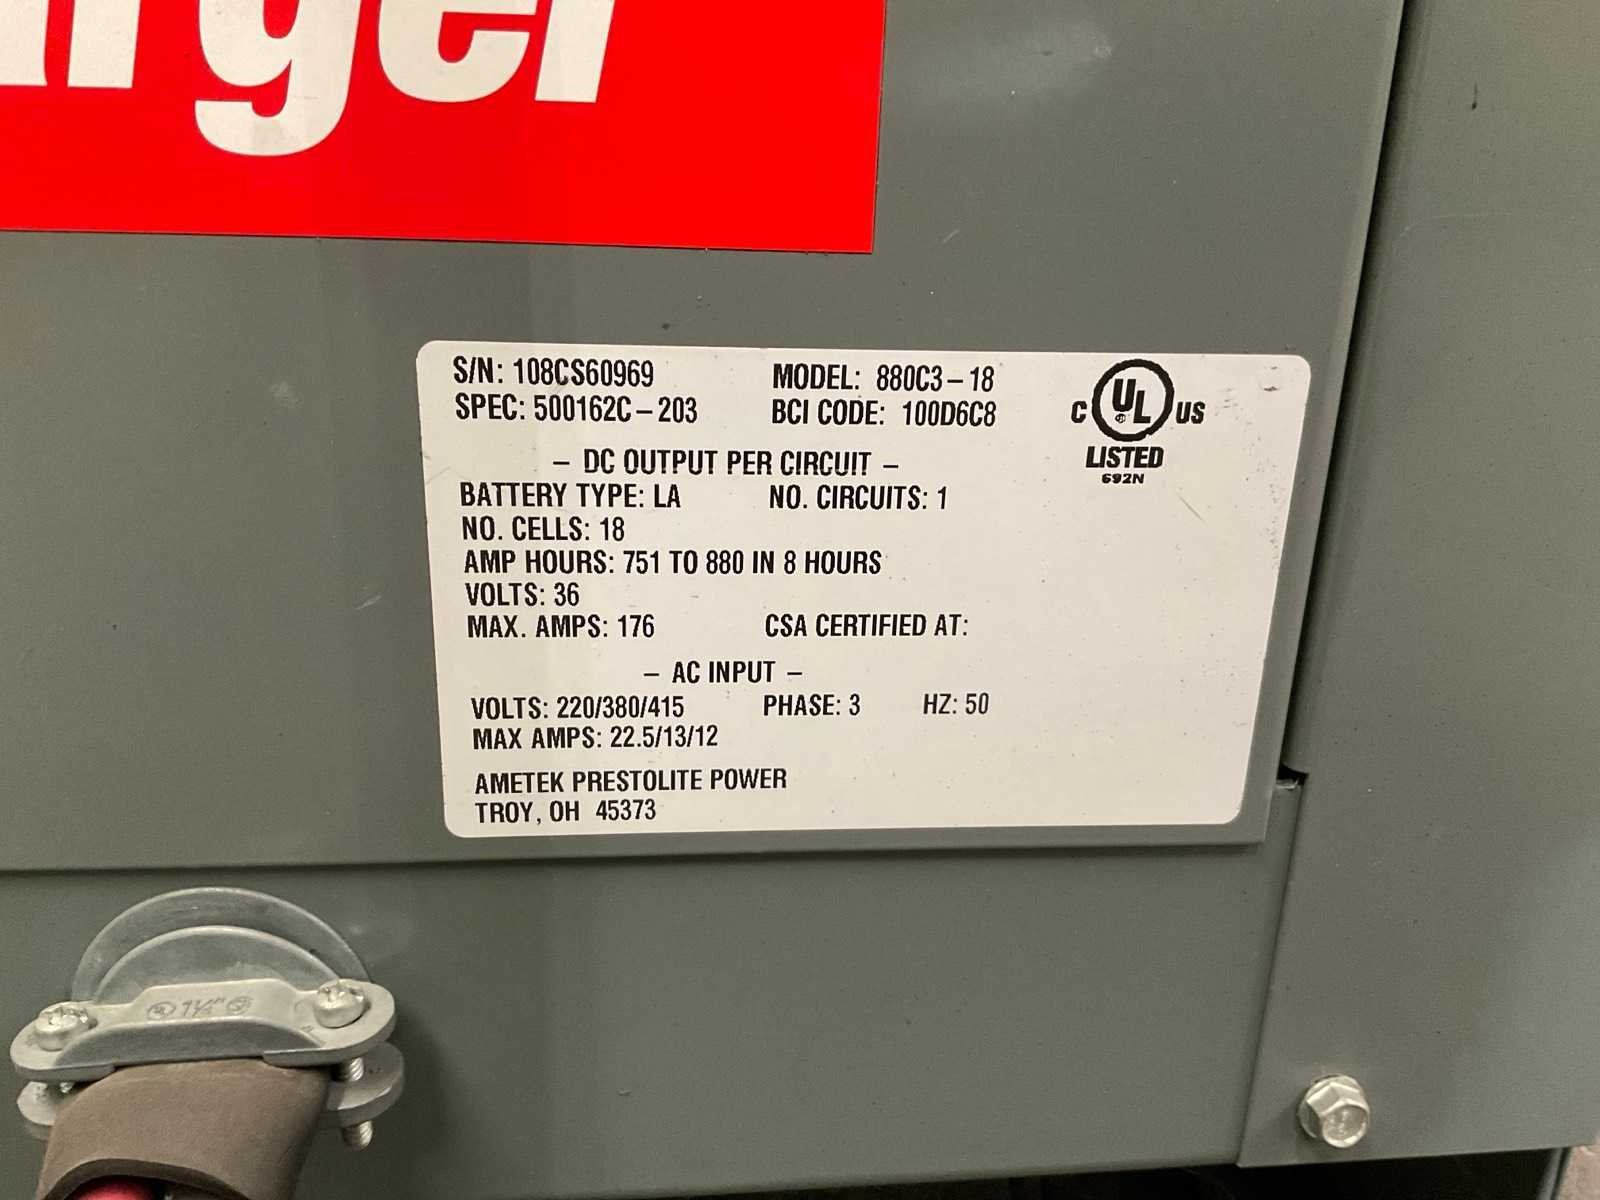 arger
S/N: 108CS60969 MODEL: 880C3-18
SPEC: 500162C-203 BCI CODE: 100D6C8
C UL US
LISTED
692N
- DC OUTPUT PER CIRCUIT -
BATTERY TYPE: LA NO. CIRCUITS: 1
NO. CELLS: 18
AMP HOURS: 751 TO 880 IN 8 HOURS
VOLTS: 36
MAX. AMPS: 176 CSA CERTIFIED AT:
- AC INPUT -
VOLTS: 220/380/415 PHASE: 3 HZ: 50
MAX AMPS: 22.5/13/12
AMETEK PRESTOLITE POWER
TROY, OH 45373
1¼"